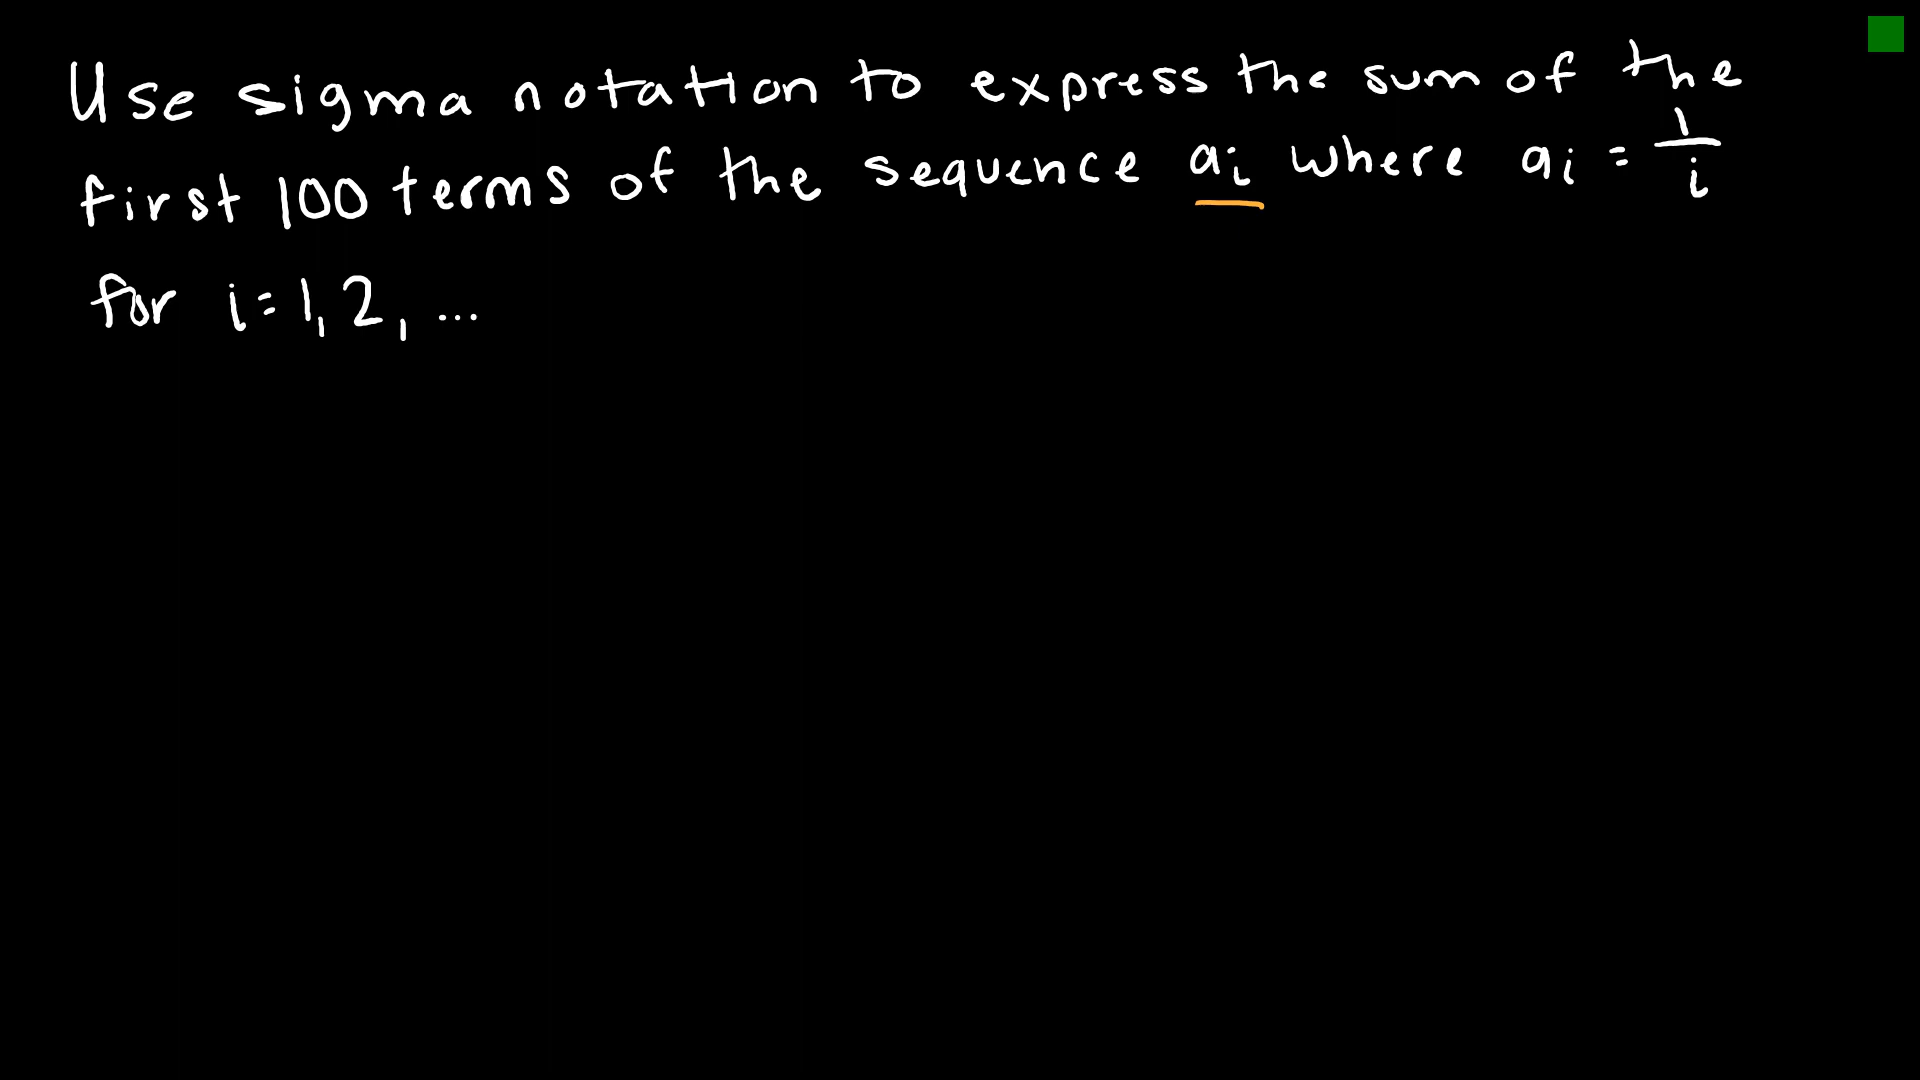 Use sigma notation to express the sum of the
first 100 terms of the sequence aᵢ where aᵢ = 1/i
for i = 1, 2, ...